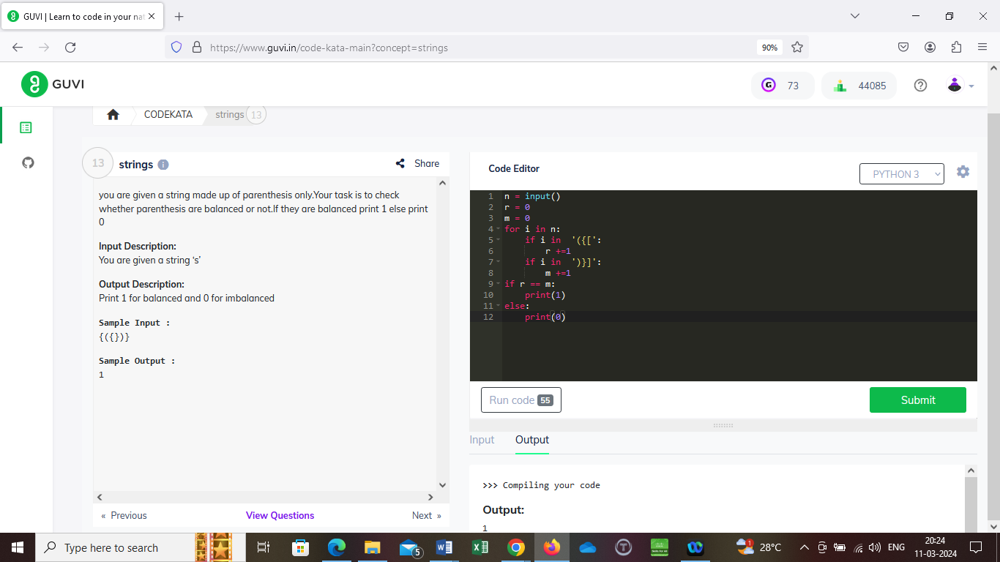 GUVI | Learn to code in your nat
https://www.guvi.in/code-kata-main?concept=strings
90%
GUVI
73
44085
CODEKATA
strings
13
13
strings
Share
you are given a string made up of parenthesis only.Your task is to check
whether parenthesis are balanced or not.If they are balanced print 1 else print
0
Input Description:
You are given a string ‘s’
Output Description:
Print 1 for balanced and 0 for imbalanced
Sample Input :
{({})}
Sample Output :
1
« Previous
View Questions
Next »
Code Editor
PYTHON 3
1 n = input()
2 r = 0
3 m = 0
4 for i in n:
5     if i in  '({[':
6         r +=1
7     if i in  ')}]':
8         m +=1
9 if r == m:
10     print(1)
11 else:
12     print(0)
Run code 55
Submit
Input
Output
>>> Compiling your code
Output:
1
Type here to search
5
1
28°C
ENG
20:24
11-03-2024